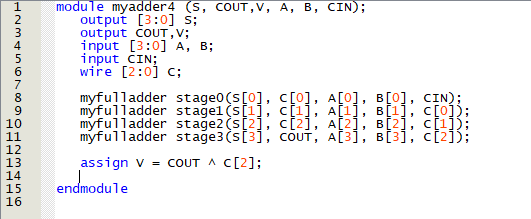 1 module myadder4 (S, COUT,V, A, B, CIN);
2 output [3:0] S;
3 output COUT,V;
4 input [3:0] A, B;
5 input CIN;
6 wire [2:0] C;
7
8 myfulladder stage0(S[0], C[0], A[0], B[0], CIN);
9 myfulladder stage1(S[1], C[1], A[1], B[1], C[0]);
10 myfulladder stage2(S[2], C[2], A[2], B[2], C[1]);
11 myfulladder stage3(S[3], COUT, A[3], B[3], C[2]);
12
13 assign V = COUT ^ C[2];
14
15 endmodule
16